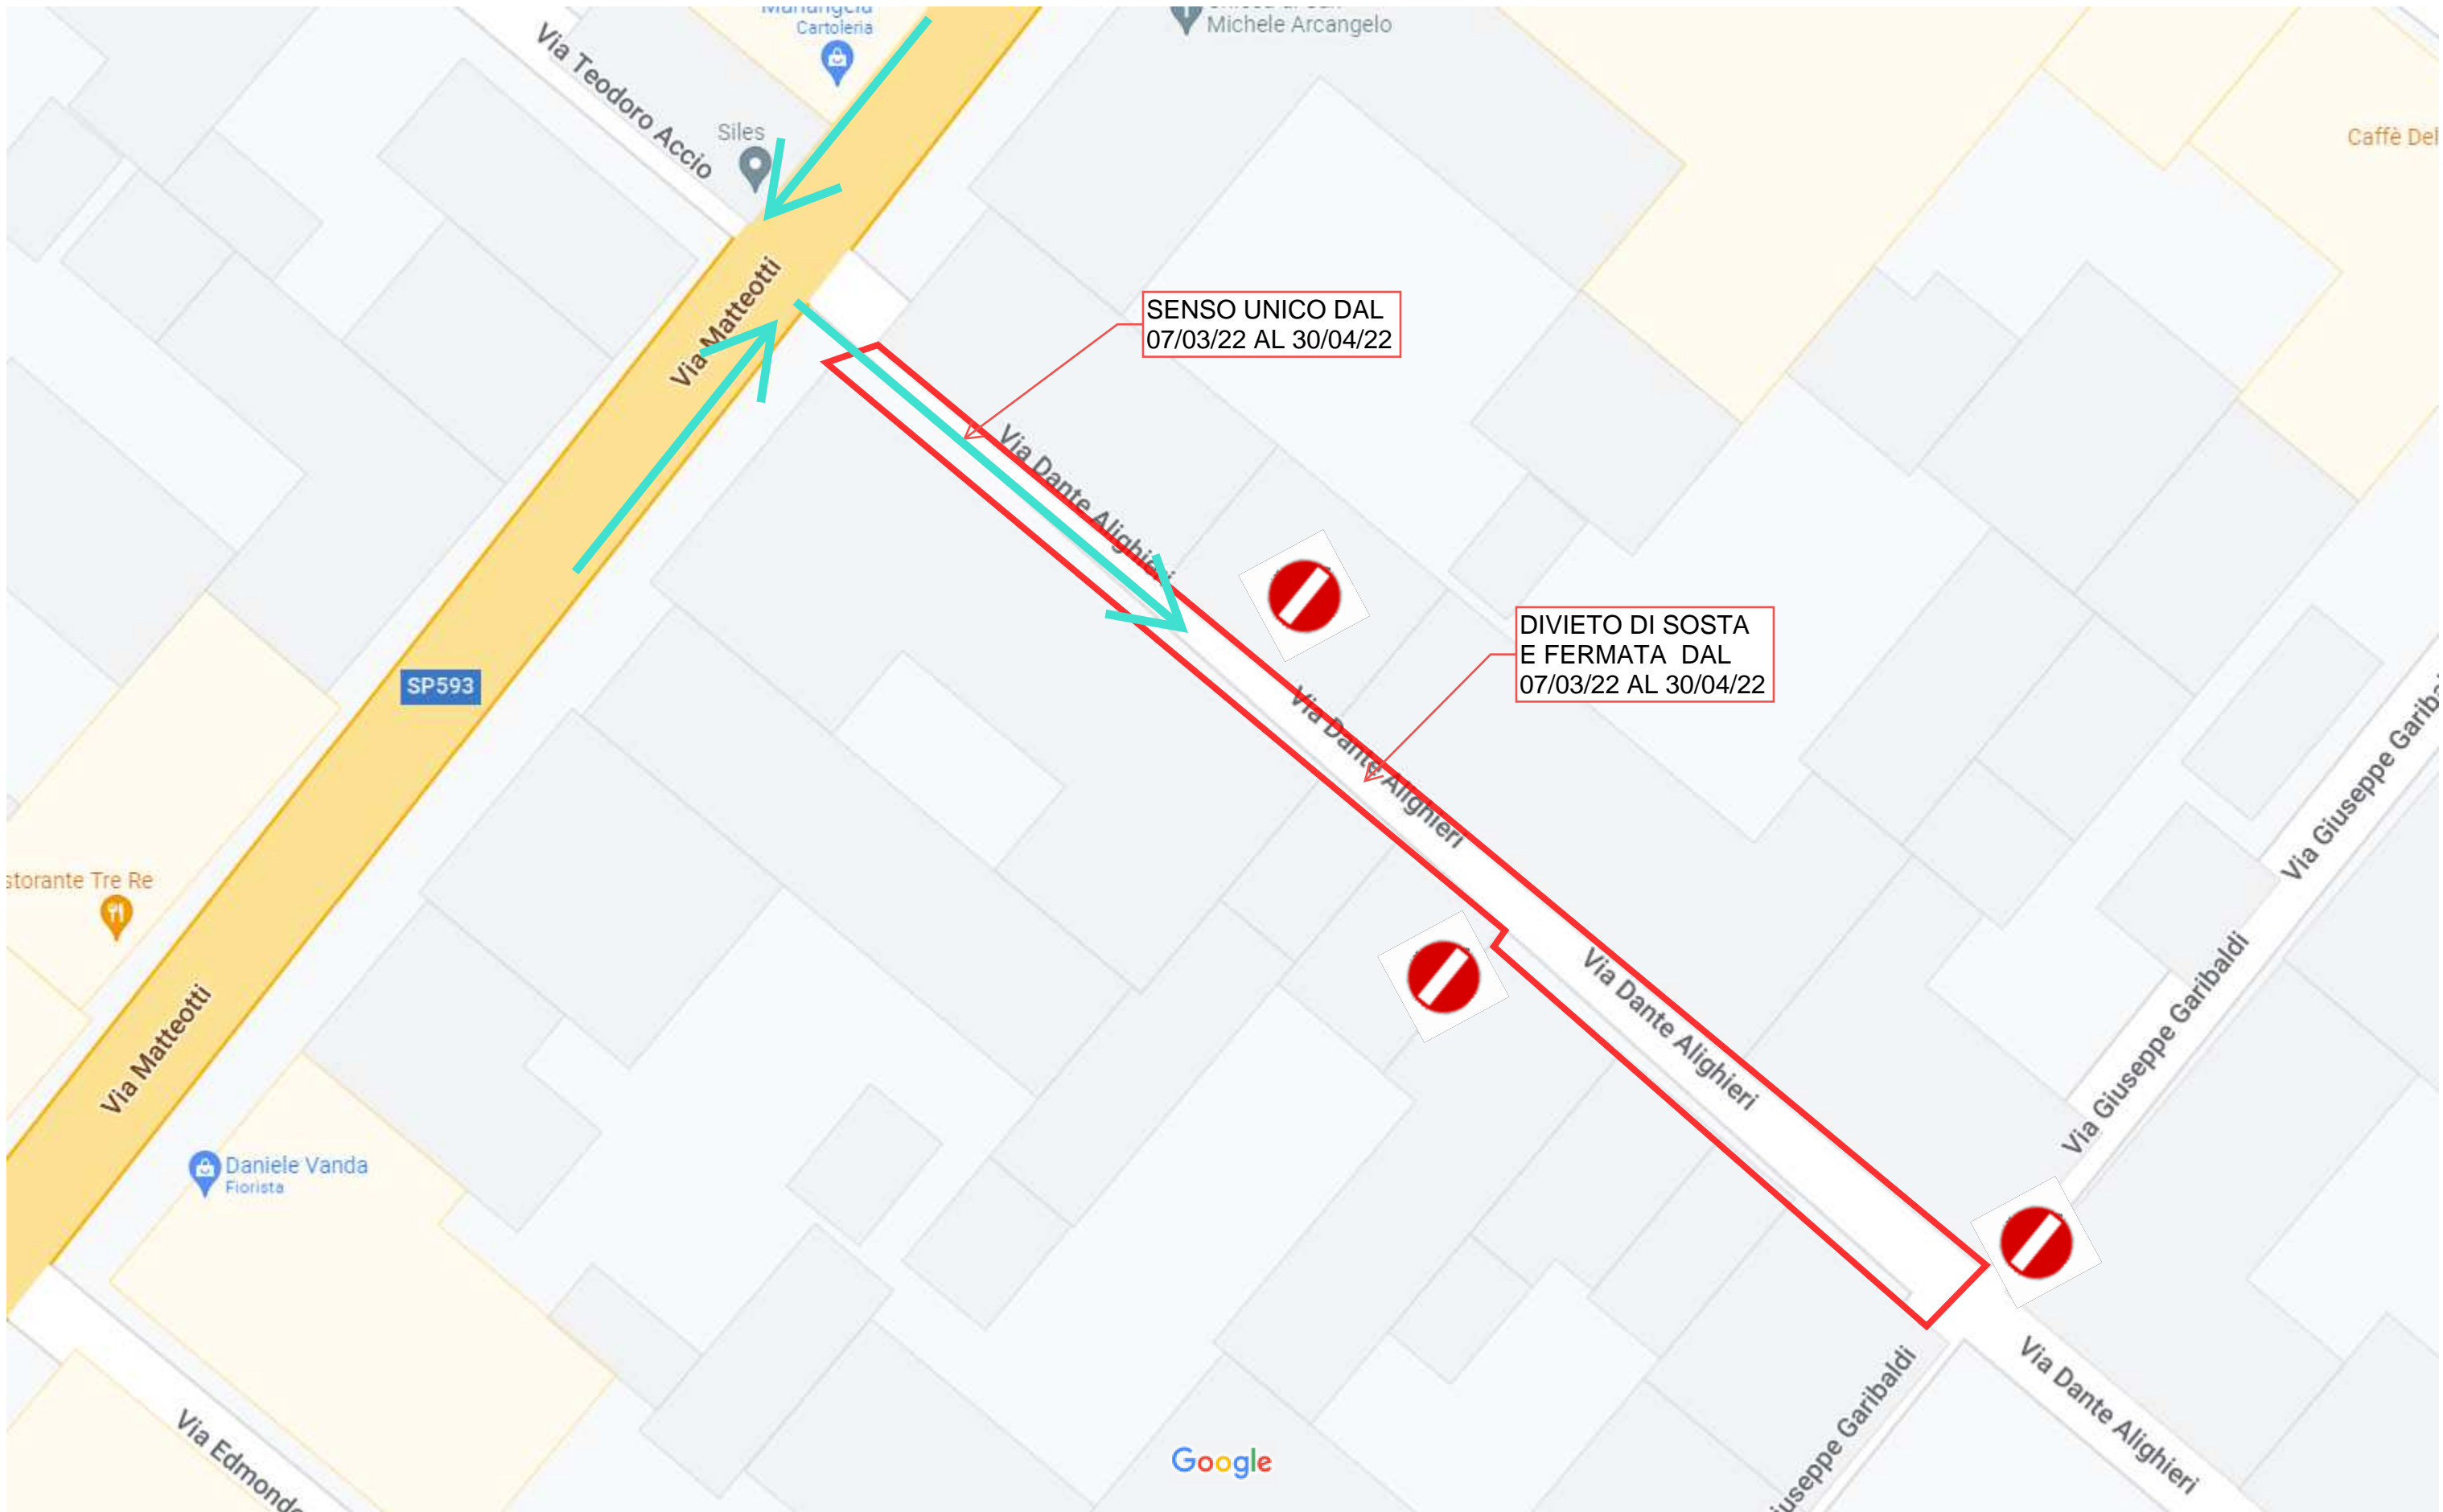 Cartoleria
Michele Arcangelo
Via Teodoro Accio
Siles
Caffè Del
Via Matteotti
SENSO UNICO DAL
07/03/22 AL 30/04/22
Via Dante Alighieri
DIVIETO DI SOSTA
E FERMATA DAL
07/03/22 AL 30/04/22
SP593
Via Dante Alighieri
Via Giuseppe Gariba
storante Tre Re
Via Matteotti
Via Dante Alighieri
Via Giuseppe Garibaldi
Daniele Vanda
Fiorista
Via Dante Alighieri
iuseppe Garibaldi
Via Edmondo
Google